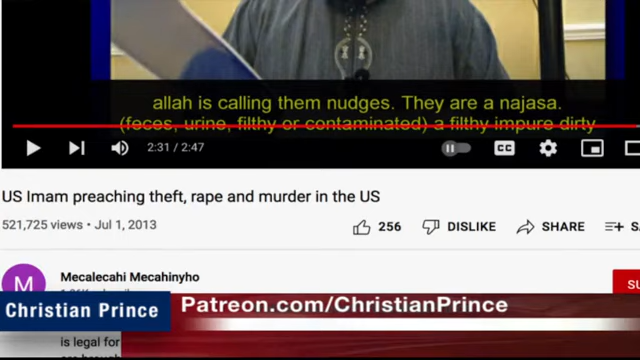 allah is calling them nudges. They are a najasa.
(feces, urine, filthy or contaminated) a filthy impure dirty
2:31 / 2:47
CC
US Imam preaching theft, rape and murder in the US
521,725 views • Jul 1, 2013
256
DISLIKE
SHARE
M
Mecalecahi Mecahinyho
Christian Prince
Patreon.com/ChristianPrince
is legal for